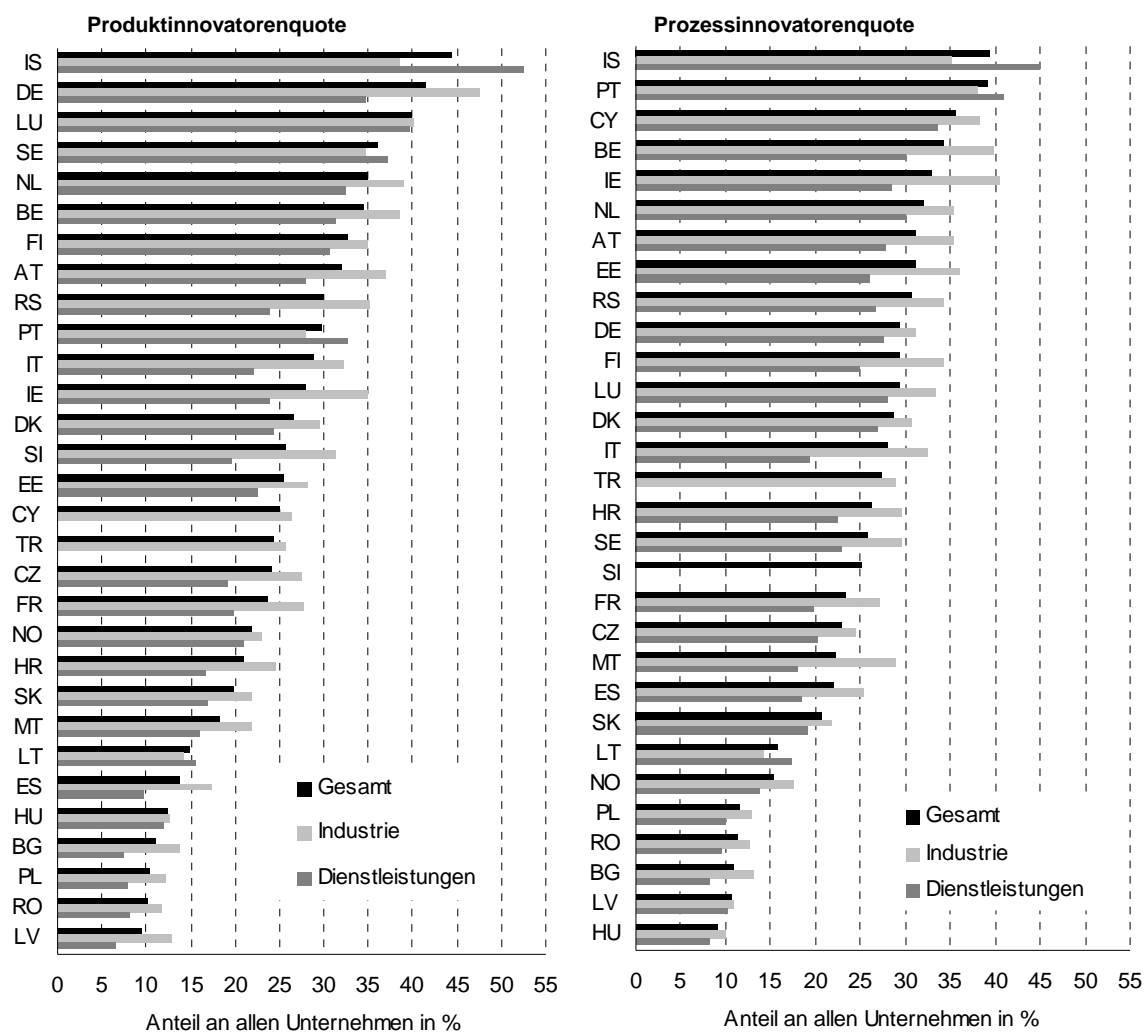 Produktinnovatorenquote
IS
DE
LU
SE
NL
BE
FI
AT
RS
PT
IT
IE
DK
SI
EE
CY
TR
CZ
FR
NO
HR
SK
MT
LT
ES
HU
BG
PL
RO
LV
Gesamt
Industrie
Dienstleistungen
0 5 10 15 20 25 30 35 40 45 50 55
Anteil an allen Unternehmen in %
Prozessinnovatorenquote
IS
PT
CY
BE
IE
NL
AT
EE
RS
DE
FI
LU
DK
IT
TR
HR
SE
SI
FR
CZ
MT
ES
SK
LT
NO
PL
RO
BG
LV
HU
Gesamt
Industrie
Dienstleistungen
0 5 10 15 20 25 30 35 40 45 50 55
Anteil an allen Unternehmen in %